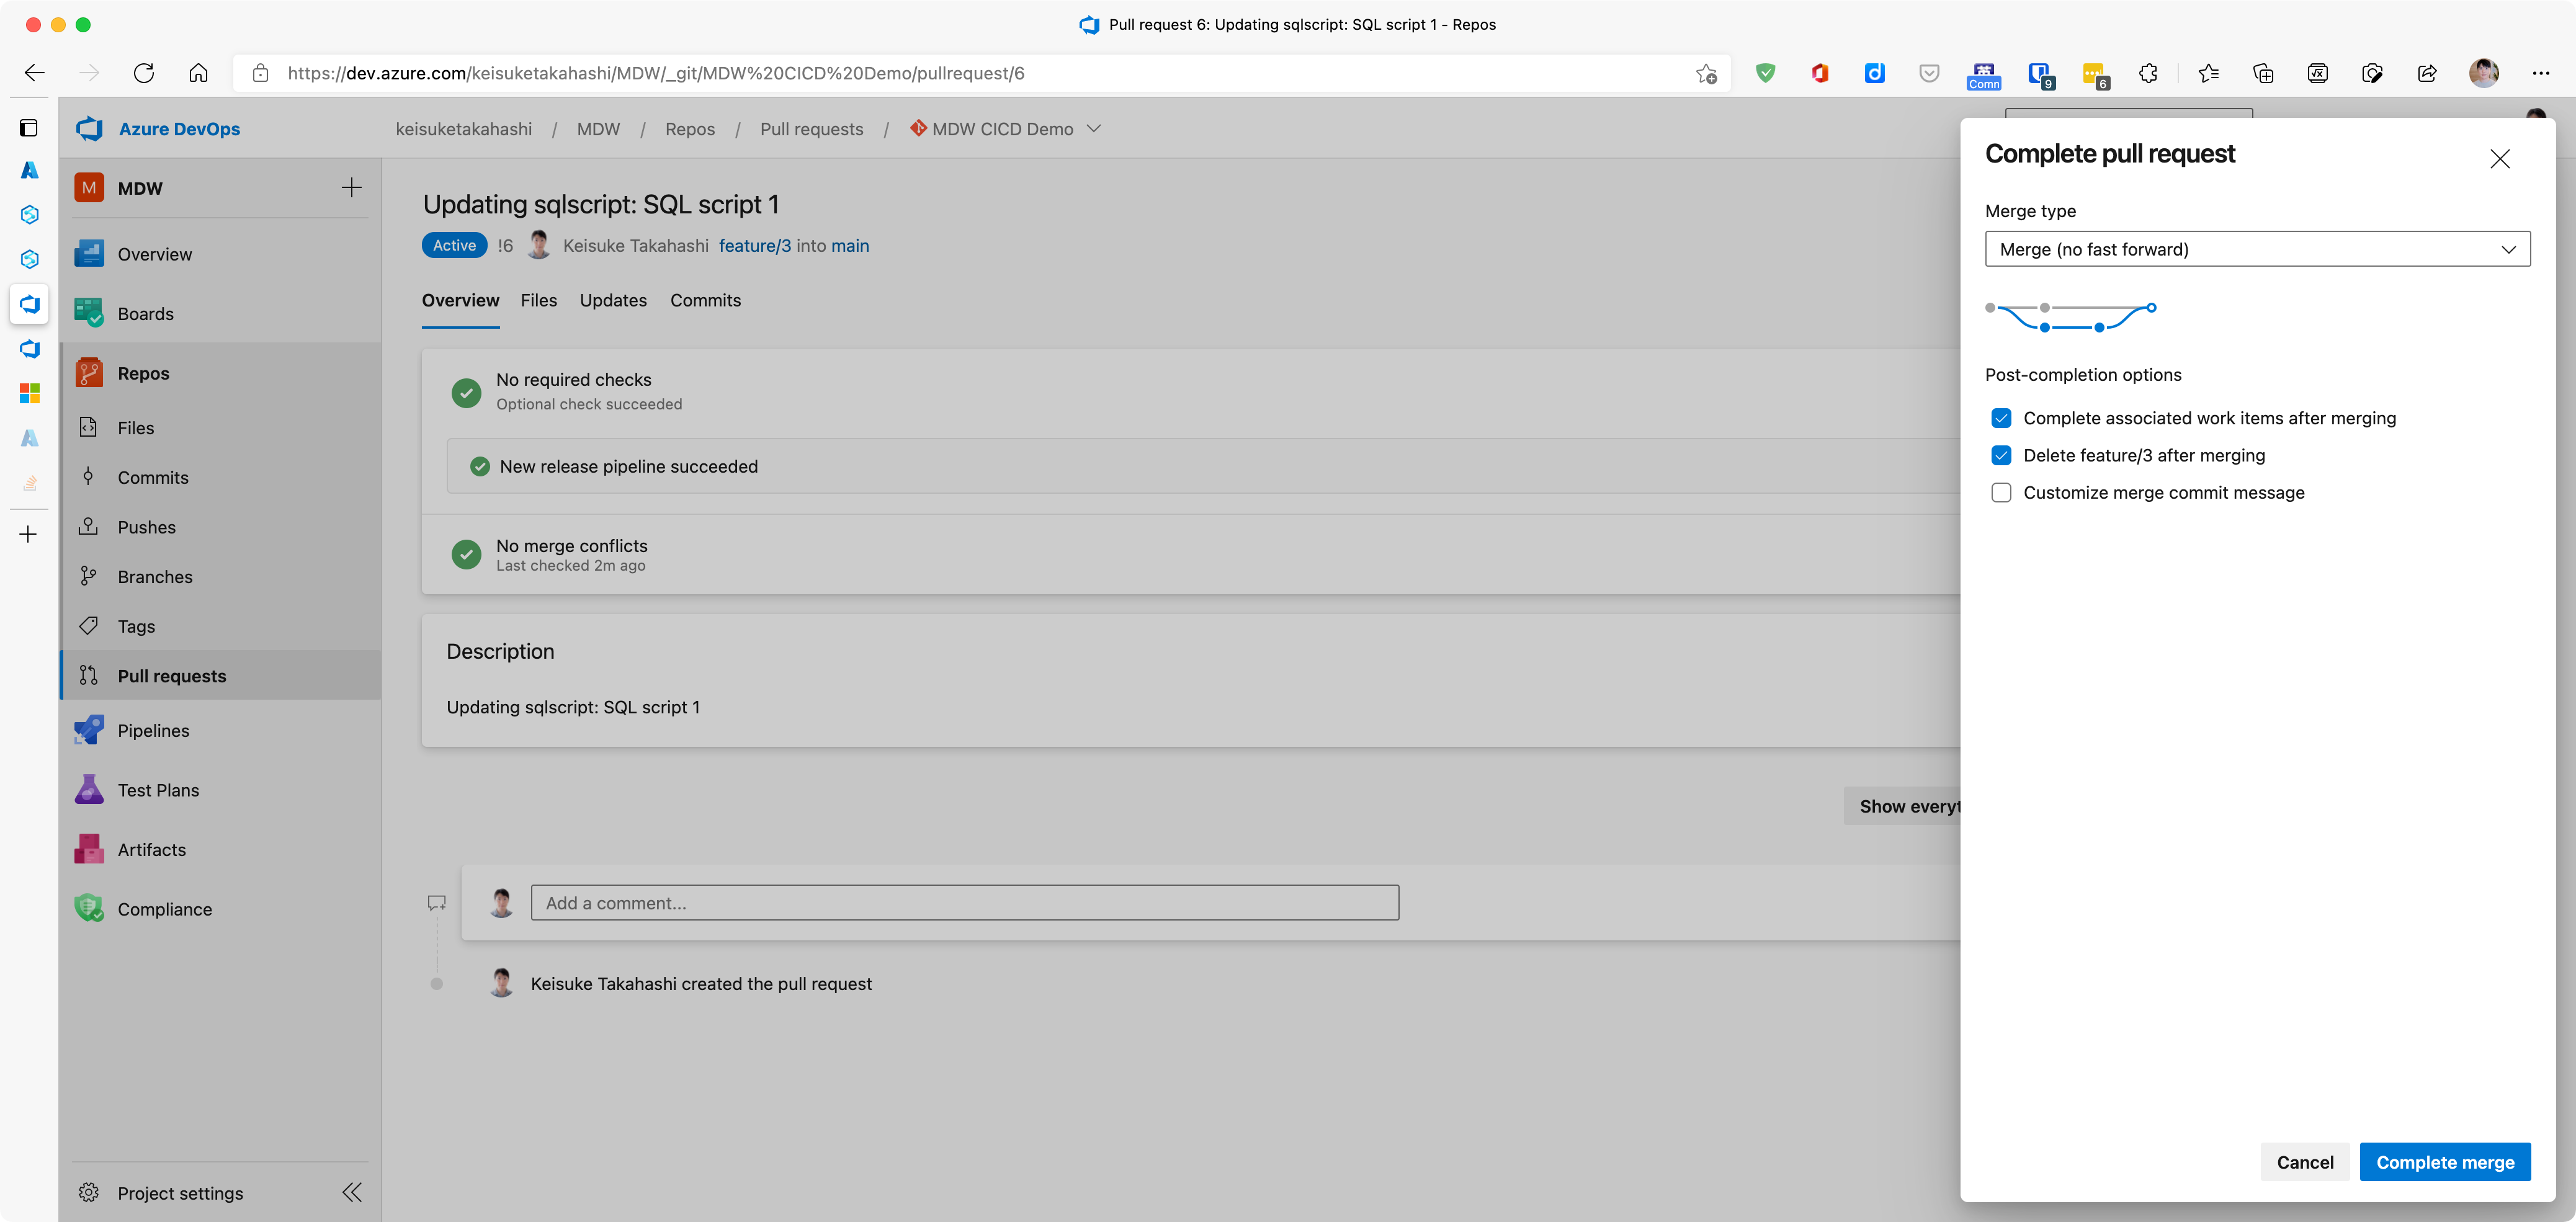 Pull request 6: Updating sqlscript: SQL script 1 - Repos
https://dev.azure.com/keisuketakahashi/MDW/_git/MDW%20CICD%20Demo/pullrequest/6
Comn
9
6
Azure DevOps
keisuketakahashi / MDW / Repos / Pull requests / MDW CICD Demo
M MDW
Overview
Boards
Repos
Files
Commits
Pushes
Branches
Tags
Pull requests
Pipelines
Test Plans
Artifacts
Compliance
Project settings
Updating sqlscript: SQL script 1
Active !6 Keisuke Takahashi feature/3 into main
Overview Files Updates Commits
No required checks
Optional check succeeded
New release pipeline succeeded
No merge conflicts
Last checked 2m ago
Description
Updating sqlscript: SQL script 1
Show everyt
Add a comment...
Keisuke Takahashi created the pull request
Complete pull request
Merge type
Merge (no fast forward)
Post-completion options
Complete associated work items after merging
Delete feature/3 after merging
Customize merge commit message
Cancel Complete merge